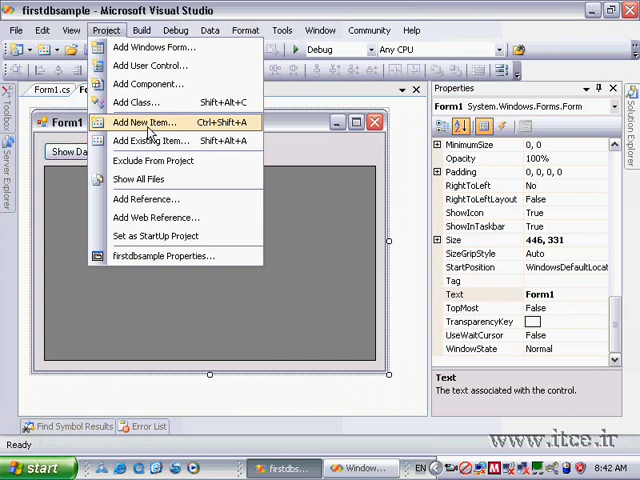 firstdbsample - Microsoft Visual Studio
File Edit View Project Build Debug Data Format Tools Window Community Help
Debug Any CPU
Add Windows Form...
Add User Control...
Add Component...
Add Class... Shift+Alt+C
Add New Item... Ctrl+Shift+A
Add Existing Item... Shift+Alt+A
Exclude From Project
Show All Files
Add Reference...
Add Web Reference...
Set as StartUp Project
firstdbsample Properties...
Form1.cs
Form1
Show Da
Toolbox
Server Explorer
Solution Explorer
Properties
Form1 System.Windows.Forms.Form
MinimumSize 0, 0
Opacity 100%
Padding 0, 0, 0, 0
RightToLeft No
RightToLeftLayout False
ShowIcon True
ShowInTaskbar True
Size 446, 331
SizeGripStyle Auto
StartPosition WindowsDefaultLocat
Tag
Text Form1
TopMost False
TransparencyKey
UseWaitCursor False
WindowState Normal
Text
The text associated with the control.
Find Symbol Results Error List
Ready
www.itce.ir
start firstdbs... Window... EN 8:42 AM